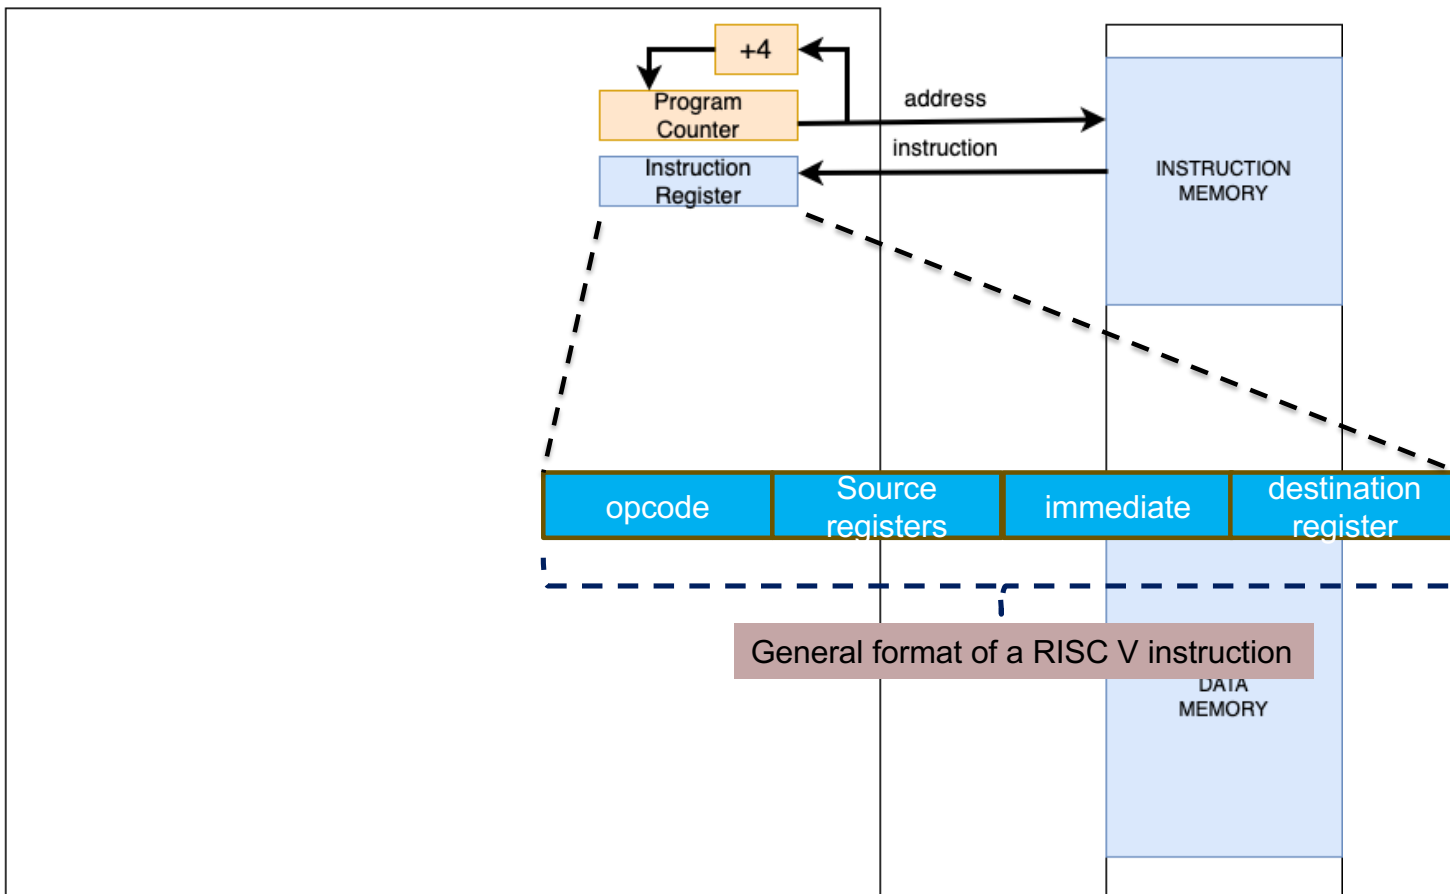 +4
Program
Counter
address
instruction
Instruction
Register
INSTRUCTION
MEMORY
opcode
Source
registers
immediate
destination
register
General format of a RISC V instruction
DATA
MEMORY